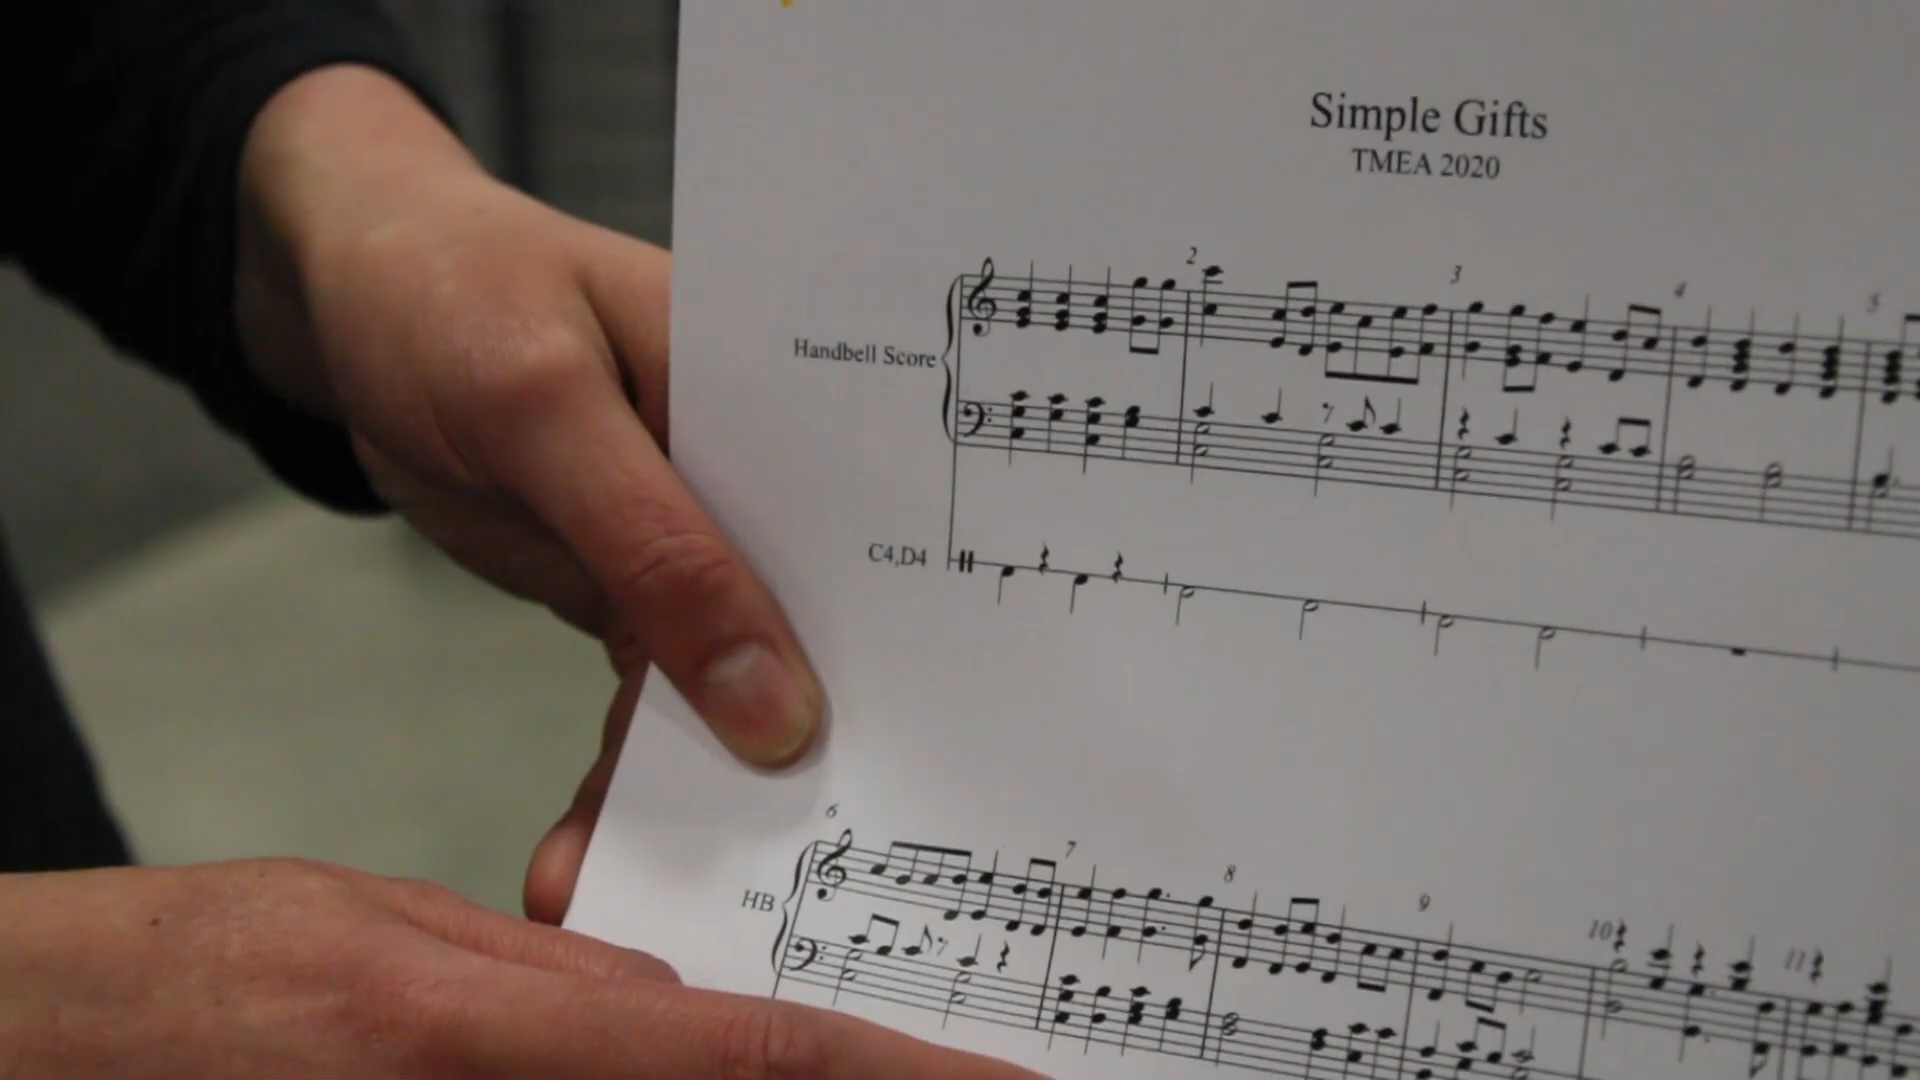 Simple Gifts
TMEA 2020
2 3 4 5
Handbell Score
C4,D4
6 7 8 9 10 11
HB